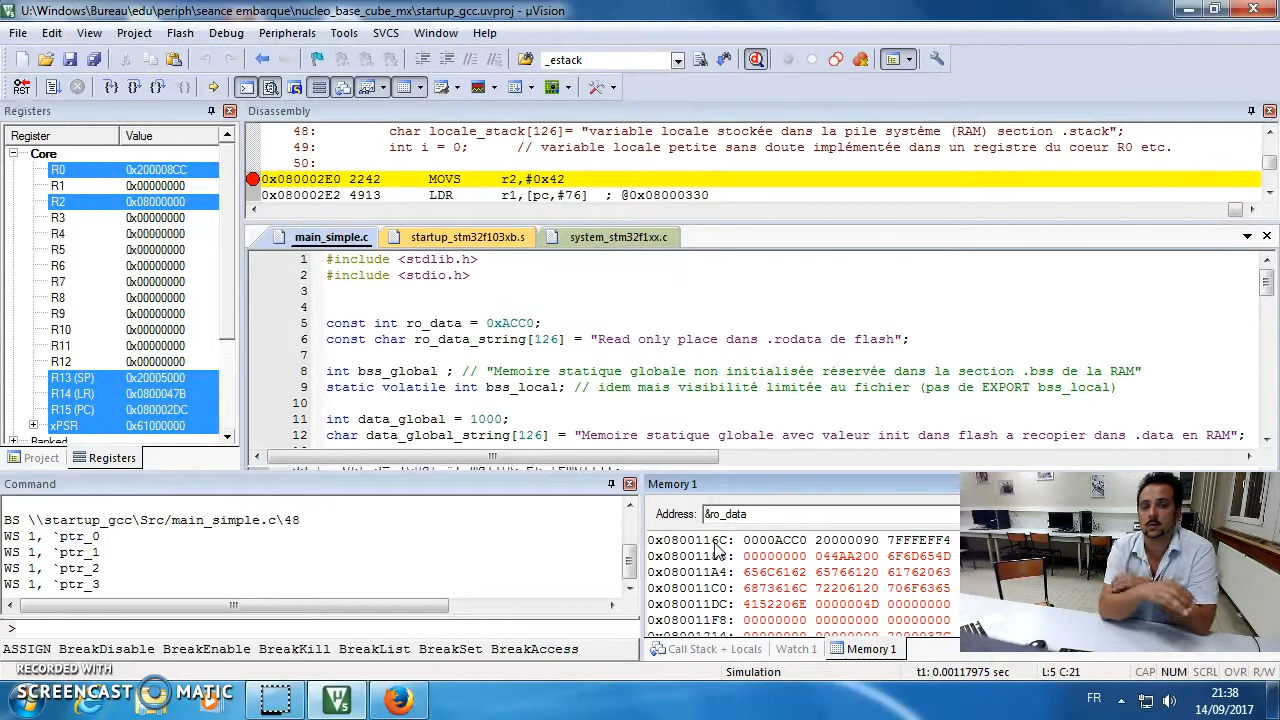 U:\Windows\Bureau\edu\periph\seance embarque\nucleo_base_cube_mx\startup_gcc.uvproj - µVision
File Edit View Project Flash Debug Peripherals Tools SVCS Window Help
_estack
RST
Registers
Register Value
Core
R0 0x200008CC
R1 0x00000000
R2 0x08000000
R3 0x00000000
R4 0x00000000
R5 0x00000000
R6 0x00000000
R7 0x00000000
R8 0x00000000
R9 0x00000000
R10 0x00000000
R11 0x00000000
R12 0x00000000
R13 (SP) 0x20005000
R14 (LR) 0x0800047B
R15 (PC) 0x080002DC
xPSR 0x61000000
Banked
Project Registers
Disassembly
48: char locale_stack[126]= "variable locale stockée dans la pile système (RAM) section .stack";
49: int i = 0; // variable locale petite sans doute implémentée dans un registre du coeur R0 etc.
50:
0x080002E0 2242 MOVS r2,#0x42
0x080002E2 4913 LDR r1,[pc,#76] ; @0x08000330
main_simple.c startup_stm32f103xb.s system_stm32f1xx.c
1 #include <stdlib.h>
2 #include <stdio.h>
3
4
5 const int ro_data = 0xACC0;
6 const char ro_data_string[126] = "Read only place dans .rodata de flash";
7
8 int bss_global ; // "Memoire statique globale non initialisée réservée dans la section .bss de la RAM"
9 static volatile int bss_local; // idem mais visibilité limitée au fichier (pas de EXPORT bss_local)
10
11 int data_global = 1000;
12 char data_global_string[126] = "Memoire statique globale avec valeur init dans flash a recopier dans .data en RAM";
Command
BS \\startup_gcc\Src/main_simple.c\48
WS 1, `ptr_0
WS 1, `ptr_1
WS 1, `ptr_2
WS 1, `ptr_3
>
ASSIGN BreakDisable BreakEnable BreakKill BreakList BreakSet BreakAccess
Memory 1
Address: &ro_data
0x0800116C: 0000ACC0 20000090 7FFFEFF4
00000000 044AA200 6F6D654D
0x080011A4: 656C6162 65766120 61762063
0x080011C0: 6873616C 72206120 706F6365
0x080011DC: 4152206E 0000004D 00000000
0x080011F8: 00000000 00000000 00000000
Call Stack + Locals Watch 1 Memory 1
Simulation t1: 0.00117975 sec L:5 C:21 CAP NUM SCRL OVR R/W
RECORDED WITH
SCREENCAST MATIC
FR
21:38
14/09/2017